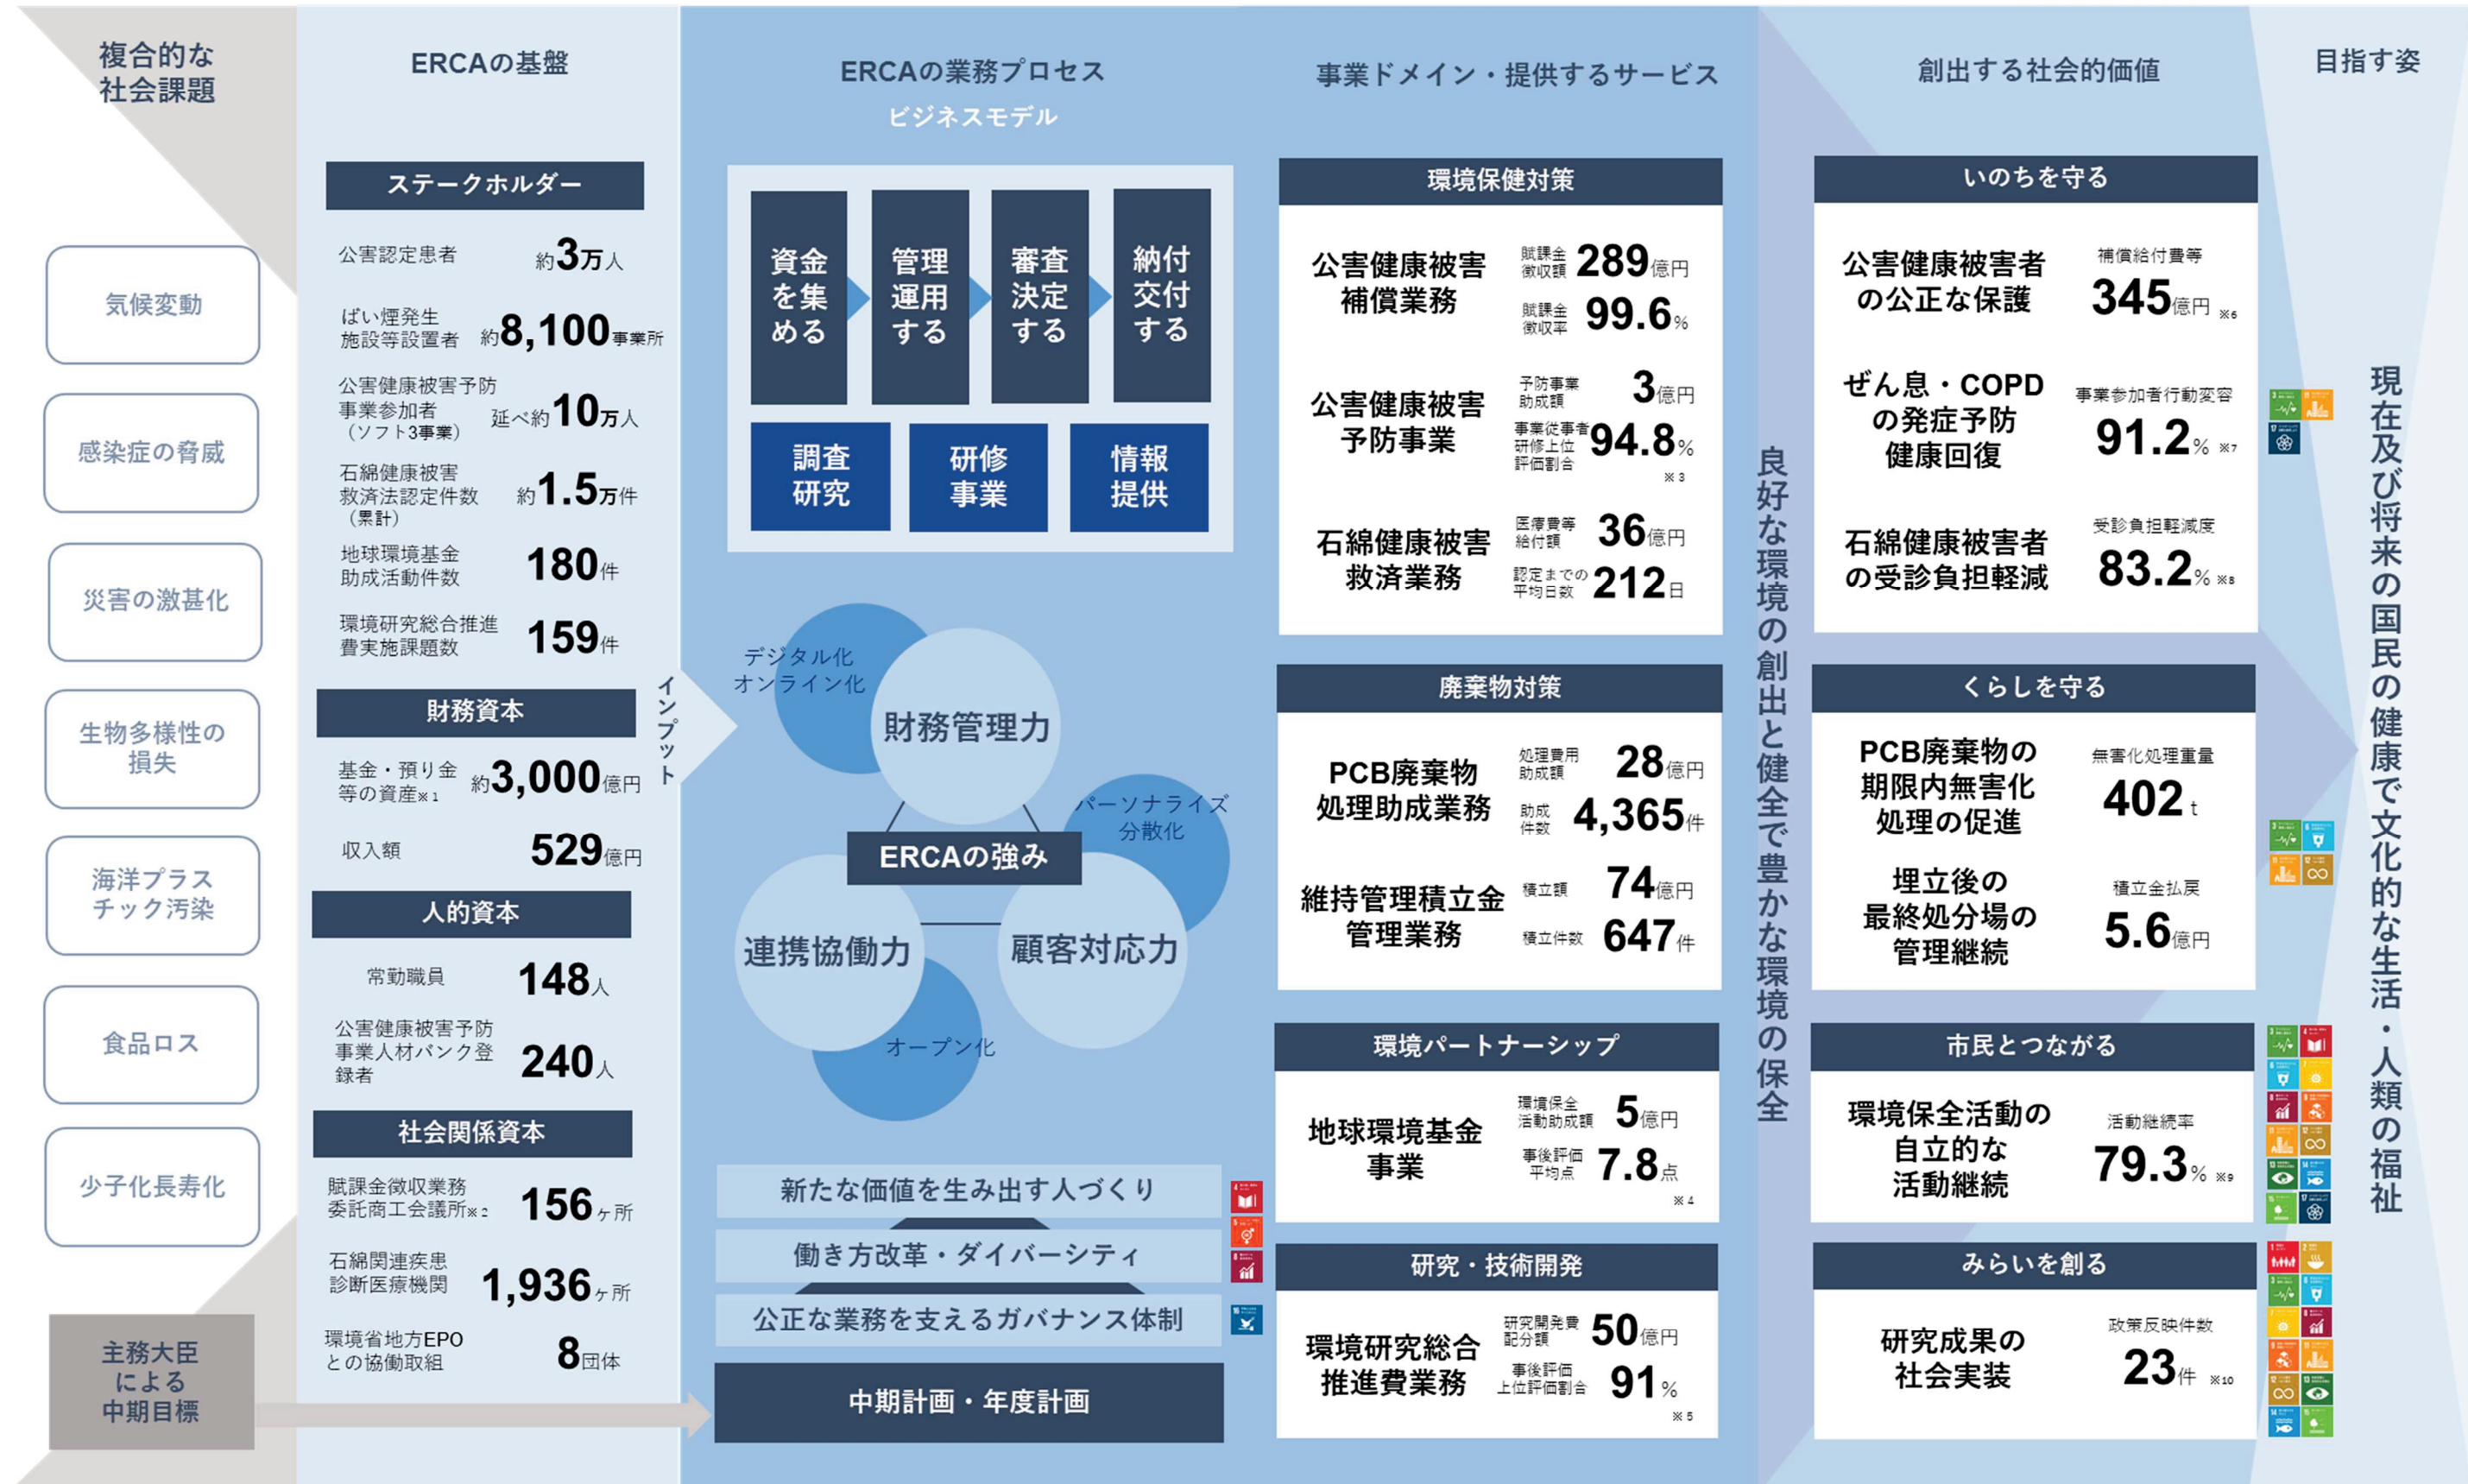 複合的な
社会課題
気候変動
感染症の脅威
災害の激甚化
生物多様性の
損失
海洋プラス
チック汚染
食品ロス
少子化長寿化
主務大臣
による
中期目標
ERCAの基盤
ステークホルダー
公害認定患者 約3万人
ばい煙発生
施設等設置者 約8,100事業所
公害健康被害予防
事業参加者 延べ約10万人
（ソフト3事業）
石綿健康被害
救済法認定件数 約1.5万件
（累計）
地球環境基金
助成活動件数 180件
環境研究総合推進
費実施課題数 159件
財務資本
基金・預り金
等の資産※1 約3,000億円
収入額 529億円
人的資本
常勤職員 148人
公害健康被害予防
事業人材バンク登 240人
録者
社会関係資本
賦課金徴収業務
委託商工会議所※2 156ヶ所
石綿関連疾患
診断医療機関 1,936ヶ所
環境省地方EPO
との協働取組 8団体
インプット
ERCAの業務プロセス
ビジネスモデル
資金
を集
める
管理
運用
する
審査
決定
する
納付
交付
する
調査
研究
研修
事業
情報
提供
デジタル化
オンライン化
財務管理力
パーソナライズ
分散化
ERCAの強み
連携協働力
顧客対応力
オープン化
新たな価値を生み出す人づくり
働き方改革・ダイバーシティ
公正な業務を支えるガバナンス体制
中期計画・年度計画
事業ドメイン・提供するサービス
環境保健対策
公害健康被害
補償業務
賦課金
徴収額 289億円
賦課金
徴収率 99.6%
公害健康被害
予防事業
予防事業
助成額 3億円
事業従事者
研修上位
評価割合 94.8%
※3
石綿健康被害
救済業務
医療費等
給付額 36億円
認定までの
平均日数 212日
廃棄物対策
PCB廃棄物
処理助成業務
処理費用
助成額 28億円
助成
件数 4,365件
維持管理積立金
管理業務
積立額 74億円
積立件数 647件
環境パートナーシップ
地球環境基金
事業
環境保全
活動助成額 5億円
事後評価
平均点 7.8点
※4
研究・技術開発
環境研究総合
推進費業務
研究開発費
配分額 50億円
事後評価
上位評価割合 91%
※5
良好な環境の創出と健全で豊かな環境の保全
創出する社会的価値
いのちを守る
公害健康被害者
の公正な保護
補償給付費等
345億円 ※6
ぜん息・COPD
の発症予防
健康回復
事業参加者行動変容
91.2% ※7
石綿健康被害者
の受診負担軽減
受診負担軽減度
83.2% ※8
くらしを守る
PCB廃棄物の
期限内無害化
処理の促進
無害化処理重量
402t
埋立後の
最終処分場の
管理継続
積立金払戻
5.6億円
市民とつながる
環境保全活動の
自立的な
活動継続
活動継続率
79.3% ※9
みらいを創る
研究成果の
社会実装
政策反映件数
23件 ※10
目指す姿
現在及び将来の国民の健康で文化的な生活・人類の福祉